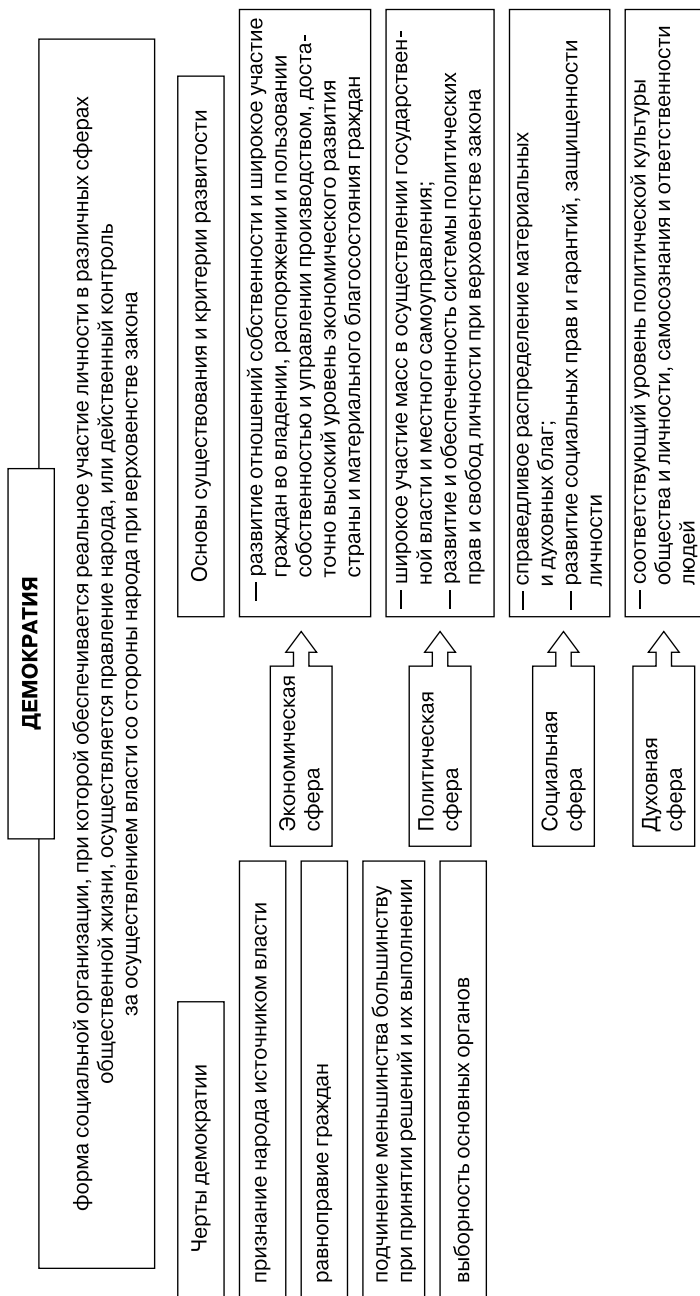 ДЕМОКРАТИЯ
форма социальной организации, при которой обеспечивается реальное участие личности в различных сферах
общественной жизни, осуществляется правление народа, или действенный контроль
за осуществлением власти со стороны народа при верховенстве закона
Черты демократии
признание народа источником власти
равноправие граждан
подчинение меньшинства большинству
при принятии решений и их выполнении
выборность основных органов
Основы существования и критерии развитости
Экономическая
сфера
— развитие отношений собственности и широкое участие
граждан во владении, распоряжении и пользовании
собственностью и управлении производством, доста-
точно высокий уровень экономического развития
страны и материального благосостояния граждан
Политическая
сфера
— широкое участие масс в осуществлении государствен-
ной власти и местного самоуправления;
— развитие и обеспеченность системы политических
прав и свобод личности при верховенстве закона
Социальная
сфера
— справедливое распределение материальных
и духовных благ;
— развитие социальных прав и гарантий, защищенности
личности
Духовная
сфера
— соответствующий уровень политической культуры
общества и личности, самосознания и ответственности
людей